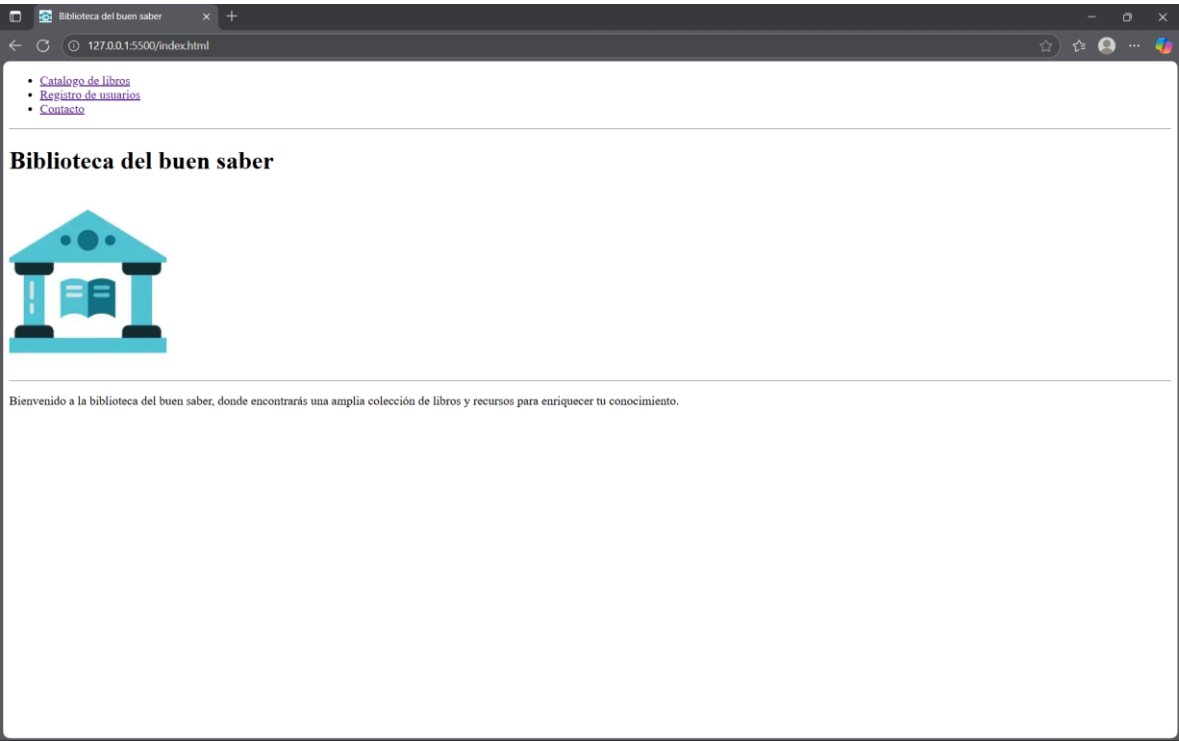 Biblioteca del buen saber
127.0.0.1:5500/index.html
Catalogo de libros
Registro de usuarios
Contacto
Biblioteca del buen saber
Bienvenido a la biblioteca del buen saber, donde encontrarás una amplia colección de libros y recursos para enriquecer tu conocimiento.